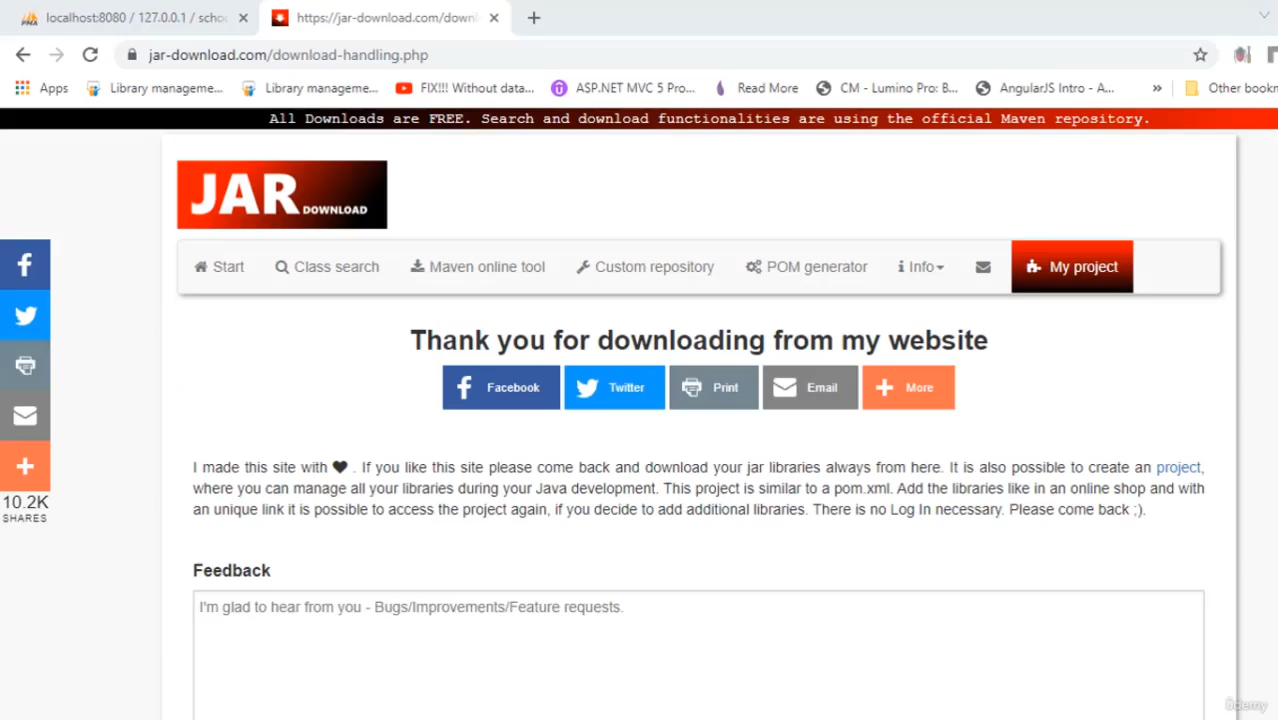 localhost:8080 / 127.0.0.1 / scho
https://jar-download.com/downl
jar-download.com/download-handling.php
Apps
Library manageme...
Library manageme...
FIX!!! Without data...
ASP.NET MVC 5 Pro...
Read More
CM - Lumino Pro: B...
AngularJS Intro - A...
»
Other bookm
All Downloads are FREE. Search and download functionalities are using the official Maven repository.
JAR DOWNLOAD
Start
Class search
Maven online tool
Custom repository
POM generator
Info
My project
Thank you for downloading from my website
Facebook
Twitter
Print
Email
More
10.2K
SHARES
I made this site with ❤ . If you like this site please come back and download your jar libraries always from here. It is also possible to create an project,
where you can manage all your libraries during your Java development. This project is similar to a pom.xml. Add the libraries like in an online shop and with
an unique link it is possible to access the project again, if you decide to add additional libraries. There is no Log In necessary. Please come back ;).
Feedback
I'm glad to hear from you - Bugs/Improvements/Feature requests.
ûdemy